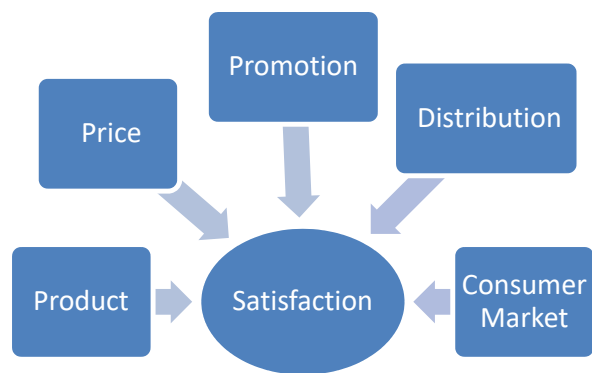 Promotion
Price
Distribution
Product
Satisfaction
Consumer
Market